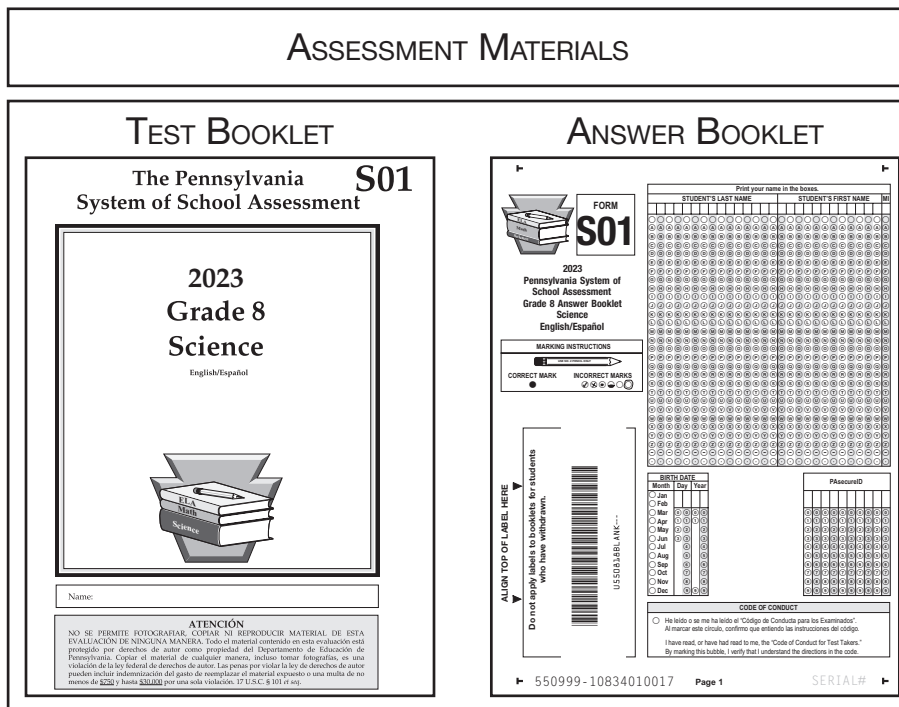 ASSESSMENT MATERIALS
TEST BOOKLET
The Pennsylvania
System of School Assessment
S01
2023
Grade 8
Science
English/Español
ELA
Math
Science
Name:
ATENCIÓN
NO SE PERMITE FOTOGRAFIAR, COPIAR NI REPRODUCIR MATERIAL DE ESTA
EVALUACIÓN DE NINGUNA MANERA. Todo el material contenido en esta evaluación está
protegido por derechos de autor como propiedad del Departamento de Educación de
Pennsylvania. Copiar el material de cualquier manera, incluso tomar fotografías, es una
violación de la ley federal de derechos de autor. Las penas por violar la ley de derechos de autor
pueden incluir indemnización del gasto de reemplazar el material expuesto o una multa de no
menos de $750 y hasta $30,000 por una sola violación. 17 U.S.C. § 101 et seq.
ANSWER BOOKLET
ELA
Math
FORM
S01
2023
Pennsylvania System of
School Assessment
Grade 8 Answer Booklet
Science
English/Español
MARKING INSTRUCTIONS
CORRECT MARK
INCORRECT MARKS
ALIGN TOP OF LABEL HERE
Do not apply labels to booklets for students
who have withdrawn.
Print your name in the boxes.
STUDENT'S LAST NAME
STUDENT'S FIRST NAME
MI
BIRTH DATE
Month Day Year
Jan
Feb
Mar
Apr
May
Jun
Jul
Aug
Sep
Oct
Nov
Dec
PAsecureID
CODE OF CONDUCT
He leído o se me ha leído el “Código de Conducta para los Examinados”.
Al marcar este círculo, confirmo que entiendo las instrucciones del código.
I have read, or have had read to me, the “Code of Conduct for Test Takers.”
By marking this bubble, I verify that I understand the directions in the code.
550999-10834010017
Page 1
SERIAL#